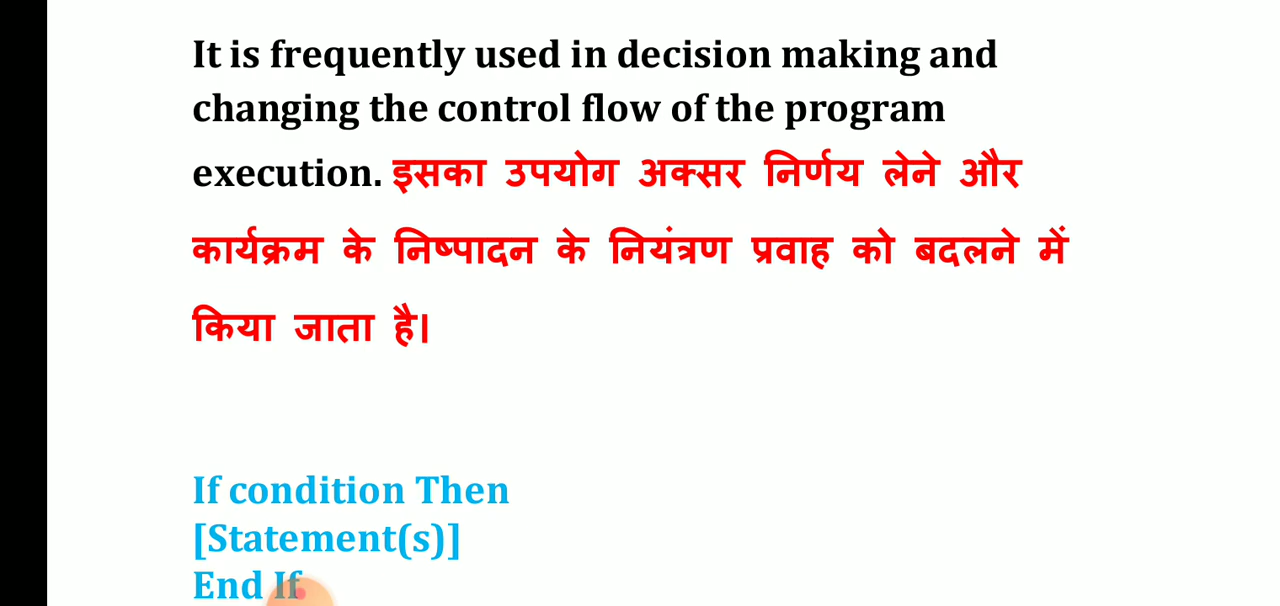 It is frequently used in decision making and
changing the control flow of the program
execution. इसका उपयोग अक्सर निर्णय लेने और
कार्यक्रम के निष्पादन के नियंत्रण प्रवाह को बदलने में
किया जाता है।
If condition Then
[Statement(s)]
End If